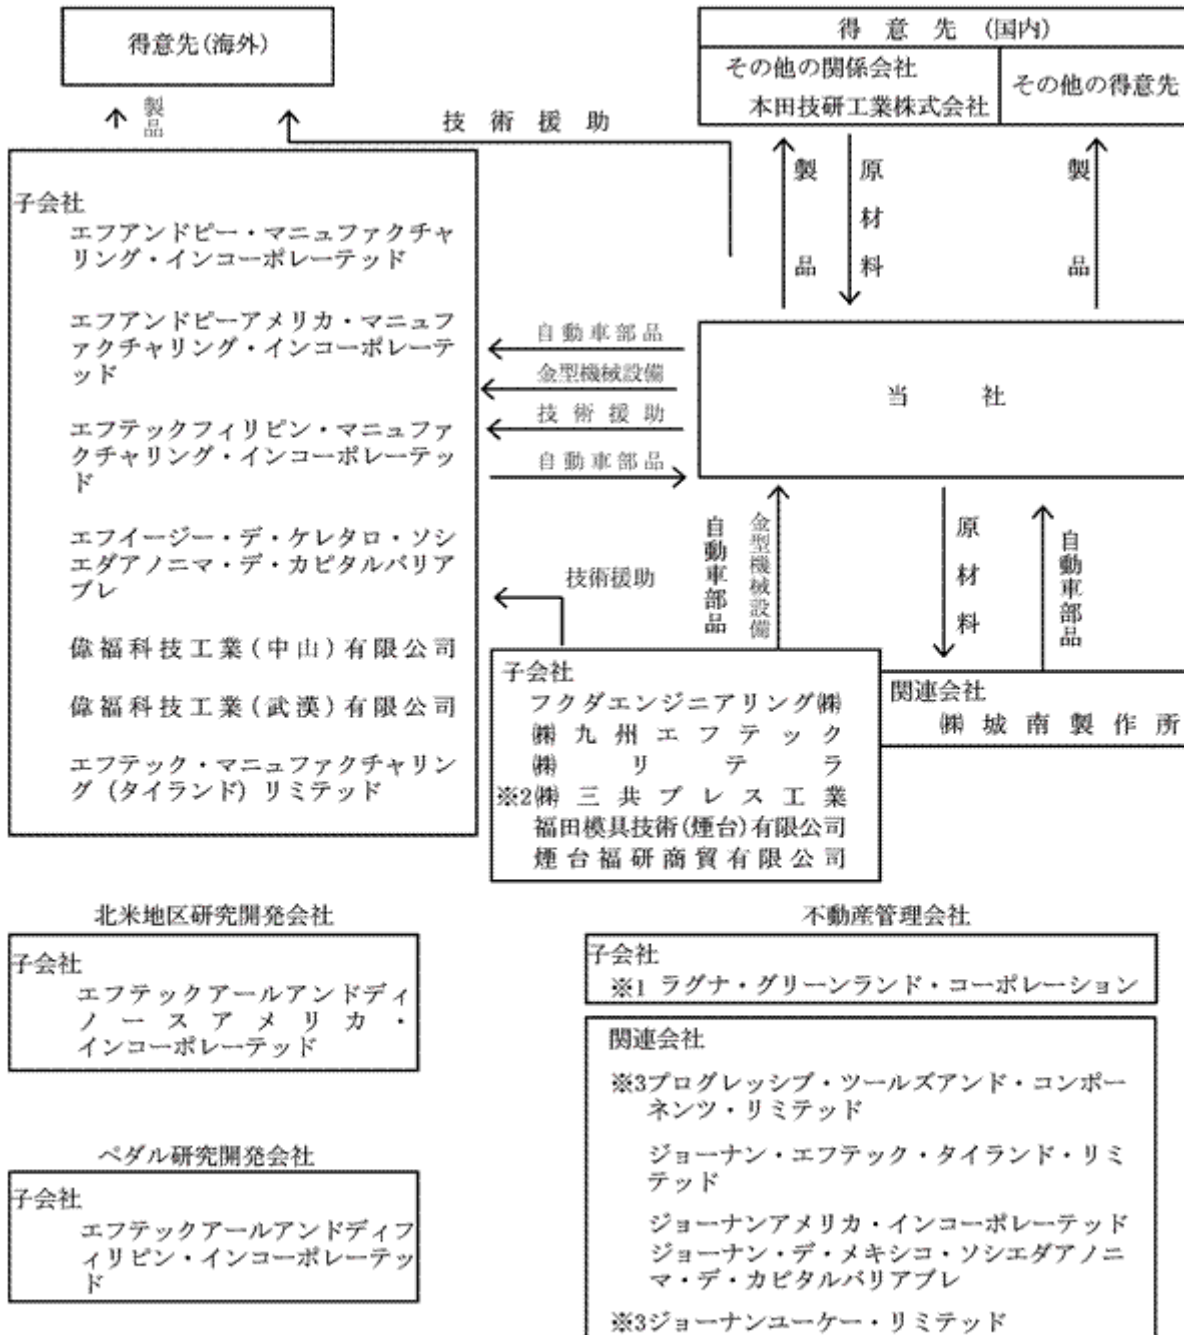 得意先(海外)
得意先(国内)
その他の関係会社
本田技研工業株式会社
その他の得意先
製品
技術援助
製品
原材料
製品
子会社
エフアンドピー・マニュファクチャ
リング・インコーポレーテッド
エフアンドピーアメリカ・マニュフ
ァクチャリング・インコーポレーテ
ッド
エフテックフィリピン・マニュファ
クチャリング・インコーポレーテッ
ド
エフイージー・デ・ケレタロ・ソシ
エダアノニマ・デ・カピタルバリア
ブレ
偉福科技工業(中山)有限公司
偉福科技工業(武漢)有限公司
エフテック・マニュファクチャリン
グ(タイランド)リミテッド
自動車部品
金型機械設備
技術援助
自動車部品
当社
技術援助
自動車部品
金型機械設備
原材料
自動車部品
子会社
フクダエンジニアリング㈱
㈱九州エフテック
㈱リテラ
※2㈱三共プレス工業
福田模具技術(煙台)有限公司
煙台福研商貿有限公司
関連会社
㈱城南製作所
北米地区研究開発会社
子会社
エフテックアールアンドディ
ノースアメリカ・
インコーポレーテッド
ペダル研究開発会社
子会社
エフテックアールアンドディフ
ィリピン・インコーポレーテッ
ド
不動産管理会社
子会社
※1 ラグナ・グリーンランド・コーポレーション
関連会社
※3プログレッシブ・ツールズアンド・コンポー
ネンツ・リミテッド
ジョーナン・エフテック・タイランド・リミ
テッド
ジョーナンアメリカ・インコーポレーテッド
ジョーナン・デ・メキシコ・ソシエダアノニ
マ・デ・カピタルバリアブレ
※3ジョーナンユーケー・リミテッド